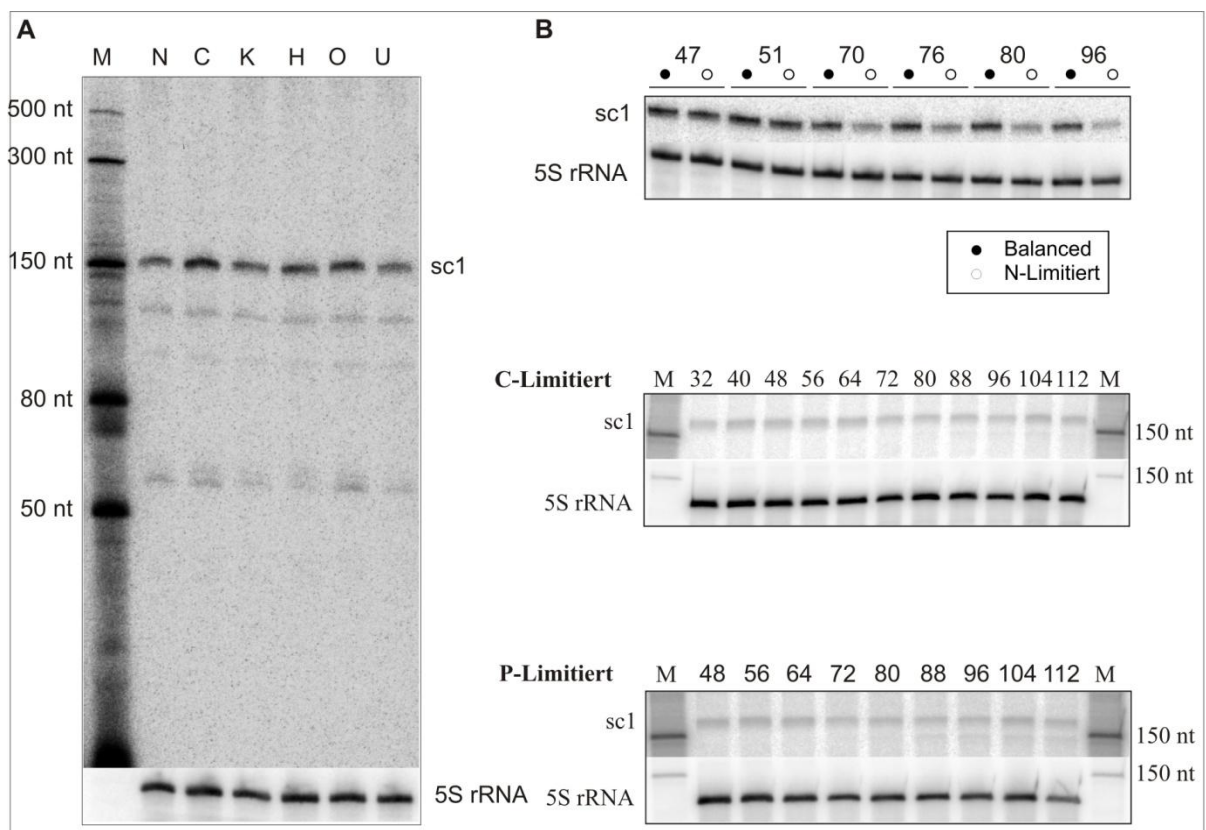 A
M N C K H O U
500 nt
300 nt
150 nt
sc1
80 nt
50 nt
5S rRNA
B
47 51 70 76 80 96
sc1
5S rRNA
Balanced
N-Limitiert
C-Limitiert M 32 40 48 56 64 72 80 88 96 104 112 M
sc1
150 nt
150 nt
5S rRNA
P-Limitiert M 48 56 64 72 80 88 96 104 112 M
sc1
150 nt
150 nt
5S rRNA